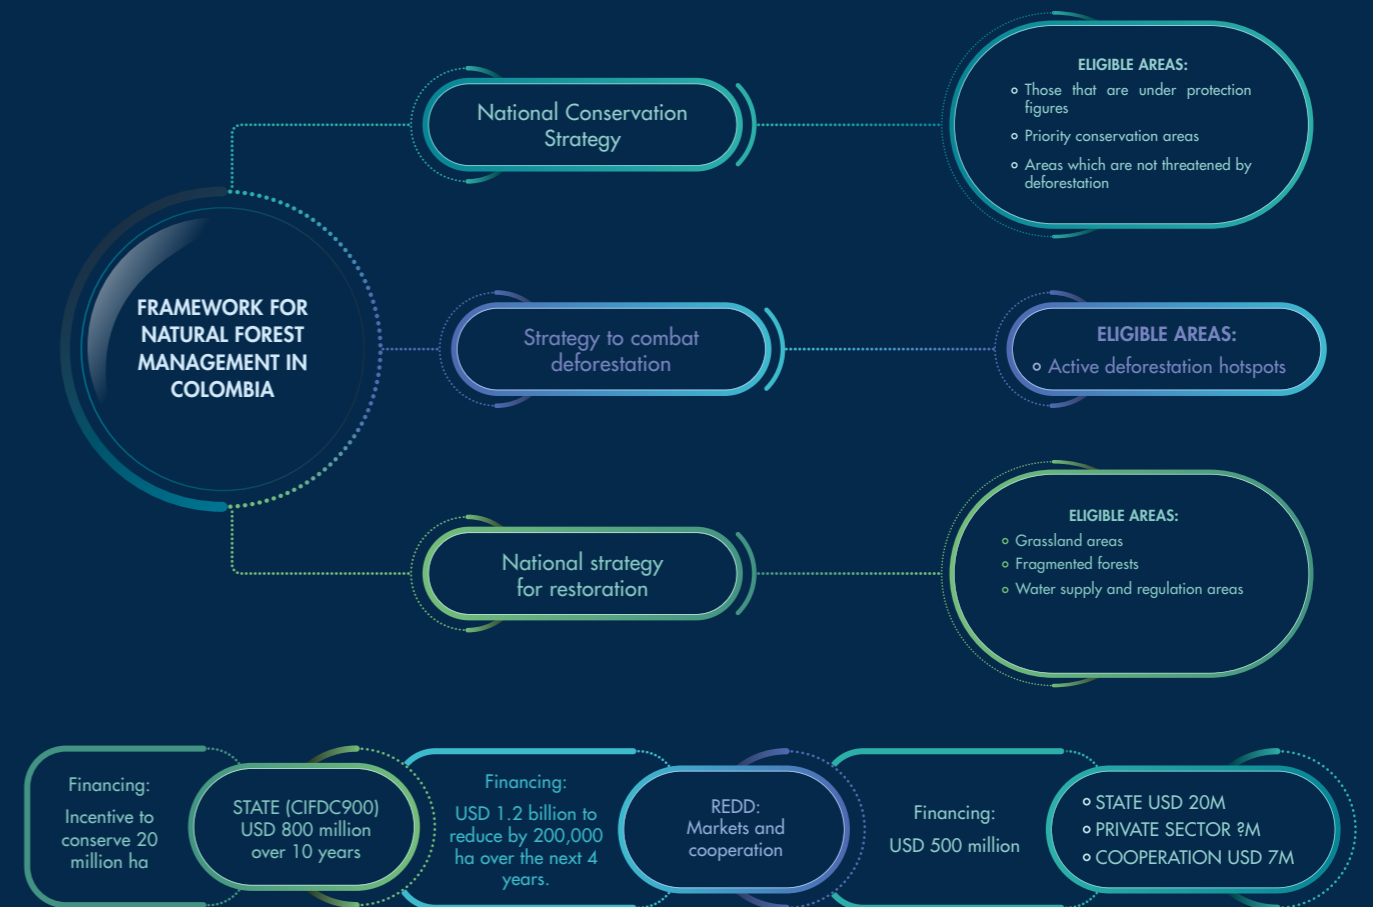 FRAMEWORK FOR
NATURAL FOREST
MANAGEMENT IN
COLOMBIA
National Conservation
Strategy
ELIGIBLE AREAS:
Those that are under protection
figures
Priority conservation areas
Areas which are not threatened by
deforestation
Strategy to combat
deforestation
ELIGIBLE AREAS:
Active deforestation hotspots
National strategy
for restoration
ELIGIBLE AREAS:
Grassland areas
Fragmented forests
Water supply and regulation areas
Financing:
Incentive to
conserve 20
million ha
STATE (CIFDC900)
USD 800 million
over 10 years
Financing:
USD 1.2 billion to
reduce by 200,000
ha over the next 4
years.
REDD:
Markets and
cooperation
Financing:
USD 500 million
STATE USD 20M
PRIVATE SECTOR ?M
COOPERATION USD 7M